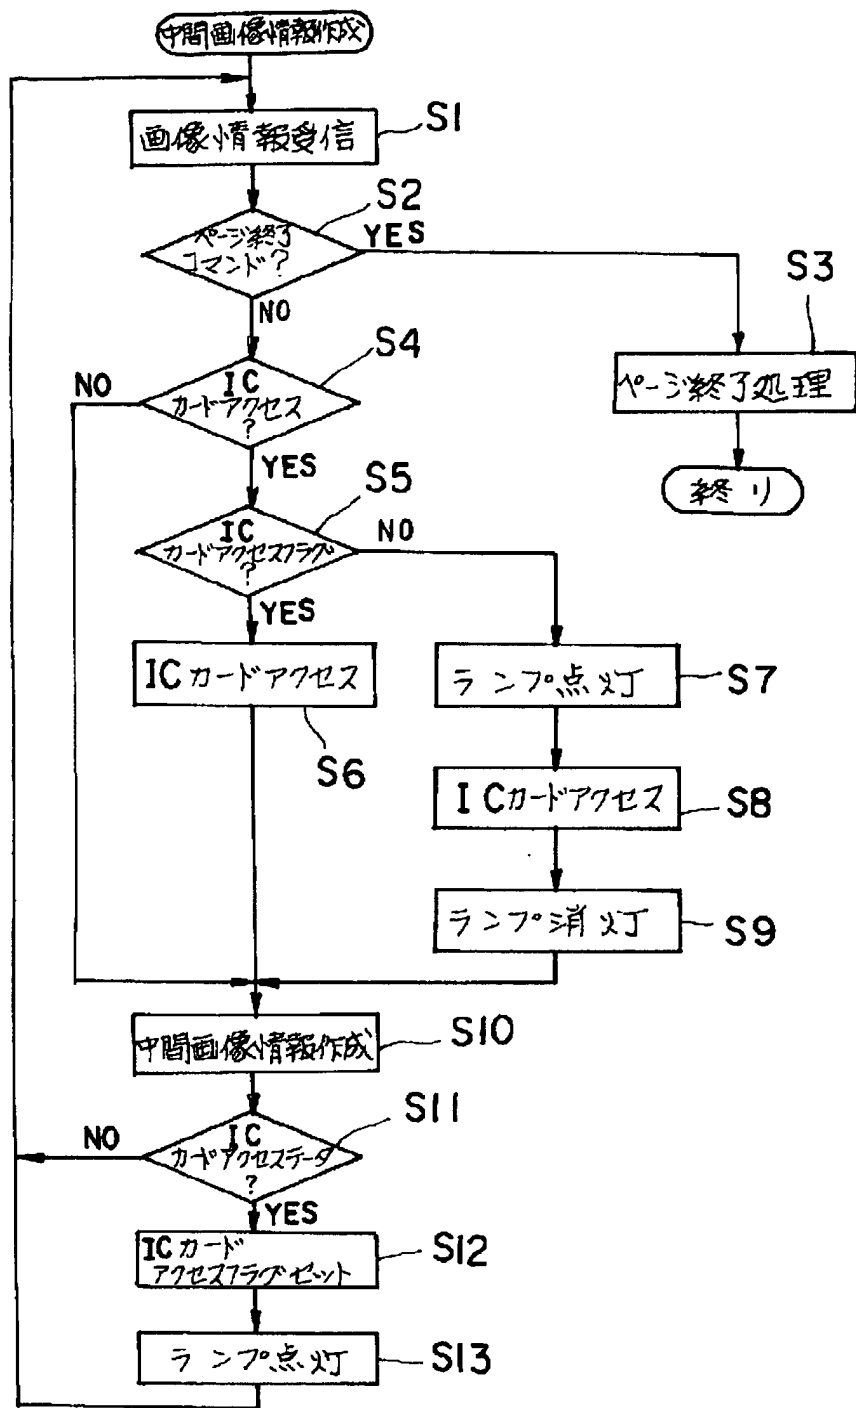 中間画像情報作成
画像情報受信
S1
S2
ページ終了
コマンド?
YES
NO
S3
ページ終了処理
終り
S4
IC
カードアクセス
?
NO
YES
S5
IC
カードアクセスフラグ
?
NO
YES
ICカードアクセス
S6
ランプ点灯
S7
ICカードアクセス
S8
ランプ消灯
S9
中間画像情報作成
S10
S11
IC
カードアクセスデータ
?
NO
YES
ICカード
アクセスフラグセット
S12
ランプ点灯
S13